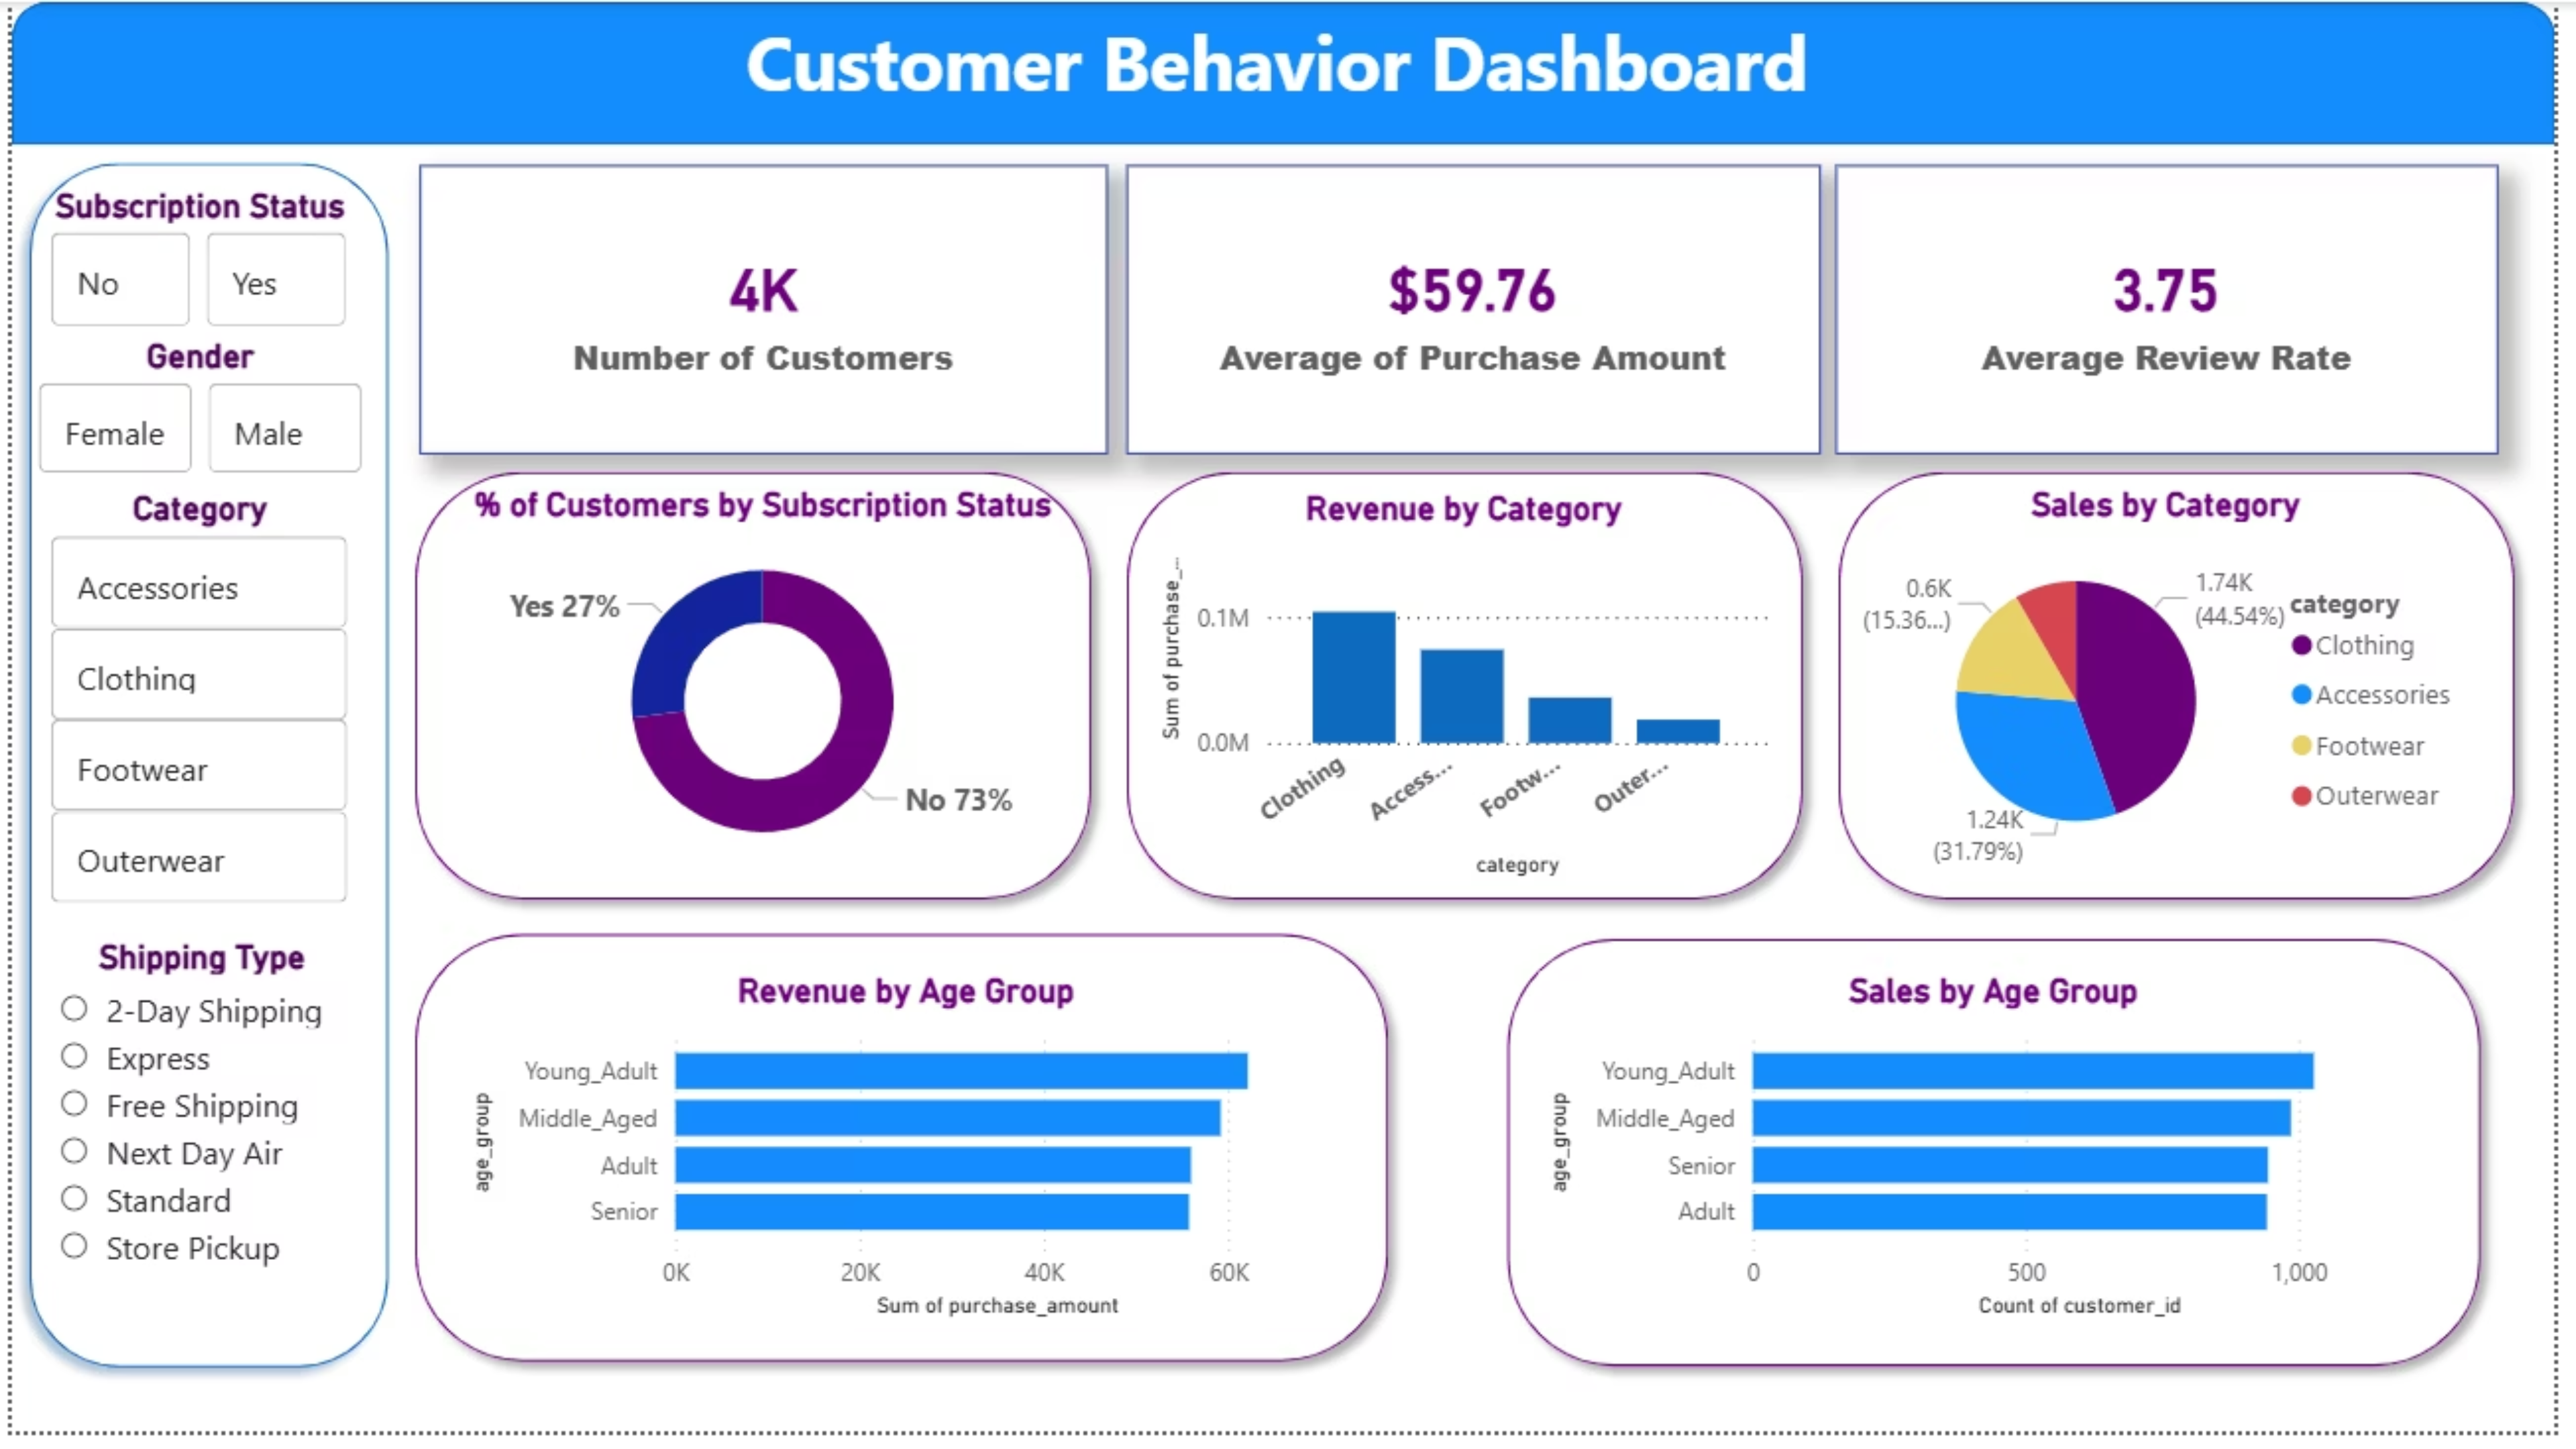 Customer Behavior Dashboard
Subscription Status
No
Yes
Gender
Female
Male
Category
Accessories
Clothing
Footwear
Outerwear
Shipping Type
2-Day Shipping
Express
Free Shipping
Next Day Air
Standard
Store Pickup
4K
Number of Customers
$59.76
Average of Purchase Amount
3.75
Average Review Rate
% of Customers by Subscription Status
Yes 27%
No 73%
Revenue by Category
Sum of purchase_...
0.1M
0.0M
Clothing
Access...
Footw...
Outer...
category
Sales by Category
0.6K
(15.36...)
1.74K
(44.54%)
1.24K
(31.79%)
category
Clothing
Accessories
Footwear
Outerwear
Revenue by Age Group
age_group
Young_Adult
Middle_Aged
Adult
Senior
0K
20K
40K
60K
Sum of purchase_amount
Sales by Age Group
age_group
Young_Adult
Middle_Aged
Senior
Adult
0
500
1,000
Count of customer_id